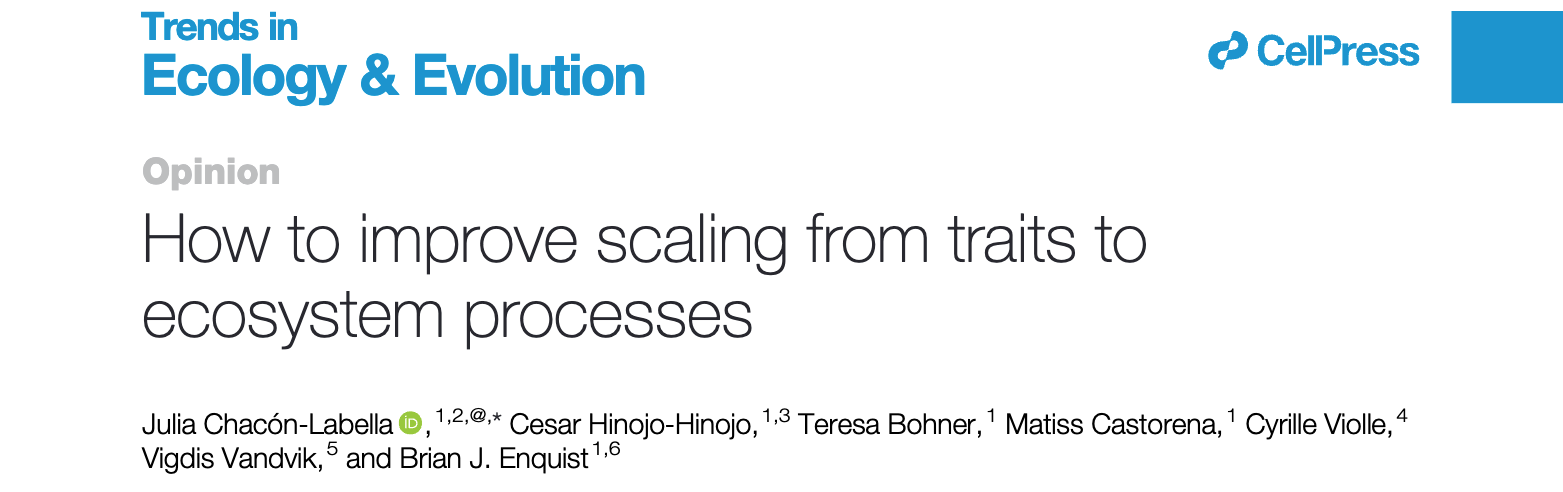 Trends in
Ecology & Evolution
CellPress
Opinion
How to improve scaling from traits to
ecosystem processes
Julia Chacón-Labella iD,1,2,@,* Cesar Hinojo-Hinojo,1,3 Teresa Bohner,1 Matiss Castorena,1 Cyrille Violle,4
Vigdis Vandvik,5 and Brian J. Enquist1,6